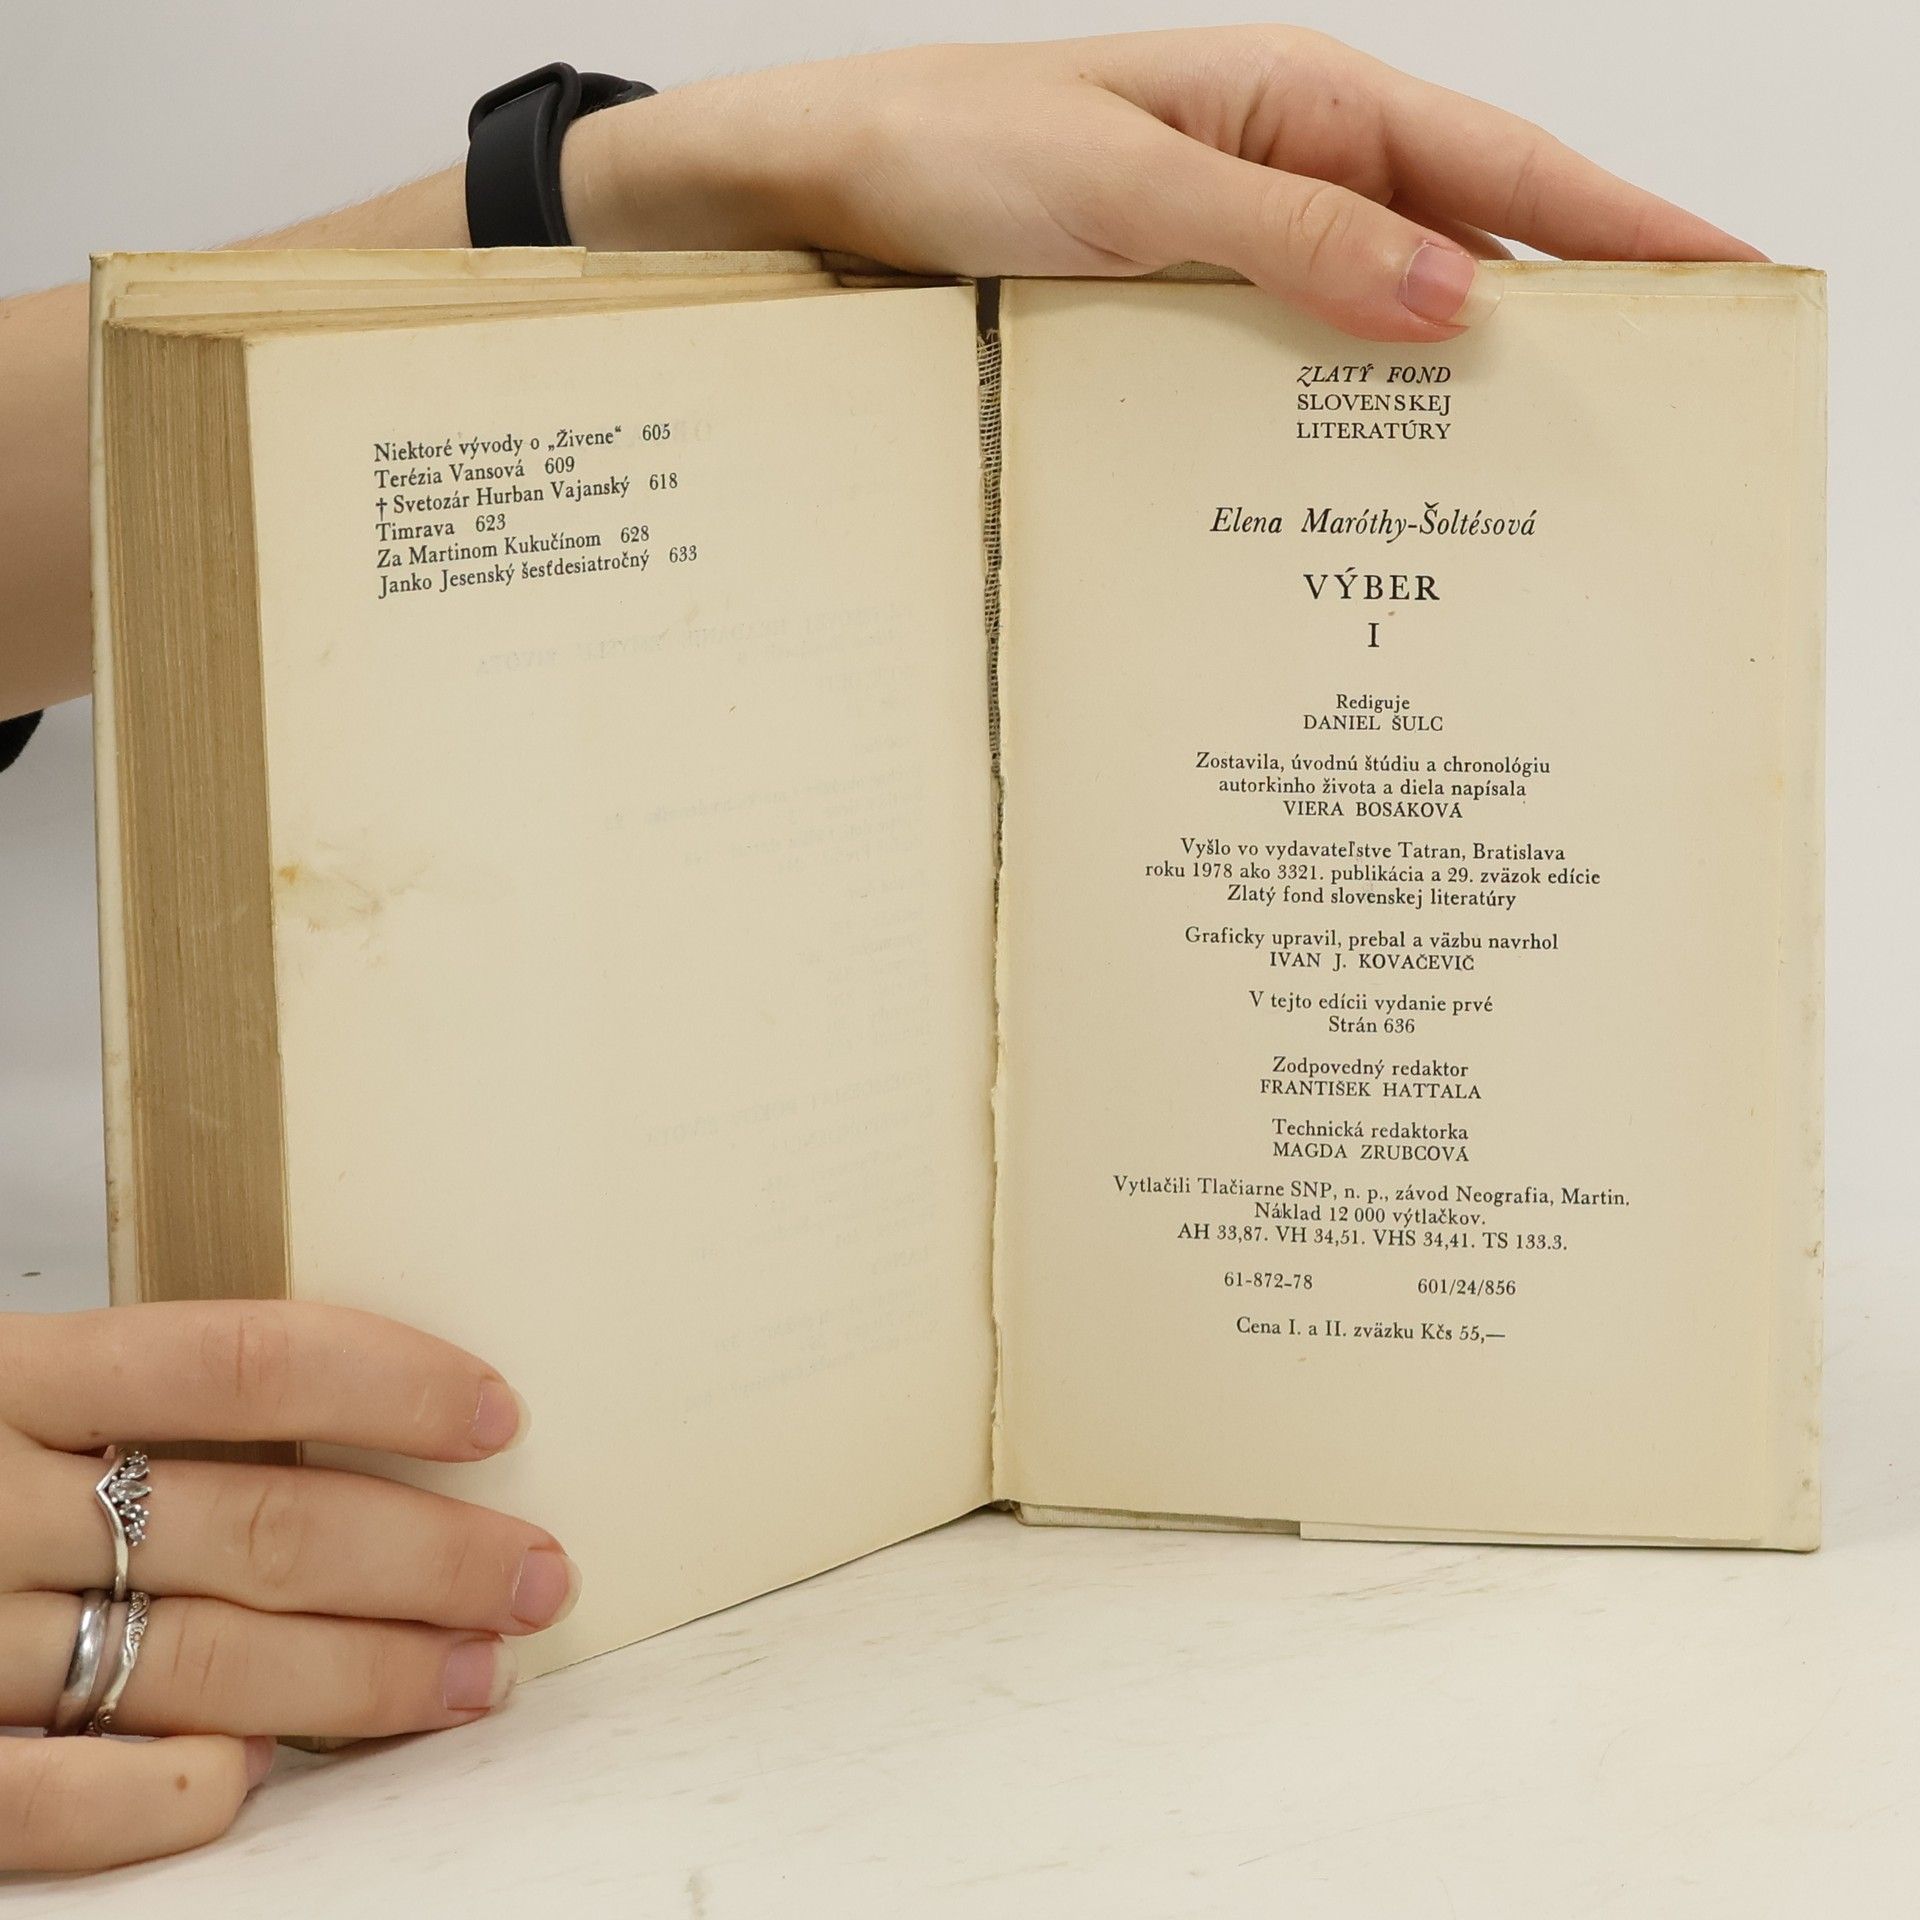 Niektoré vývody o „Živene“ 605
Terézia Vansová 609
† Svetozár Hurban Vajanský 618
Timrava 623
Za Martinom Kukučínom 628
Janko Jesenský šesťdesiatročný 633
ZLATÝ FOND
SLOVENSKEJ
LITERATÚRY
Elena Maróthy-Šoltésová
VÝBER
I
Rediguje
DANIEL ŠULC
Zostavila, úvodnú štúdiu a chronológiu
autorkinho života a diela napísala
VIERA BOSÁKOVÁ
Vyšlo vo vydavateľstve Tatran, Bratislava
roku 1978 ako 3321. publikácia a 29. zväzok edície
Zlatý fond slovenskej literatúry
Graficky upravil, prebal a väzbu navrhol
IVAN J. KOVAČEVIČ
V tejto edícii vydanie prvé
Strán 636
Zodpovedný redaktor
FRANTIŠEK HATTALA
Technická redaktorka
MAGDA ZRUBCOVÁ
Vytlačili Tlačiarne SNP, n. p., závod Neografia, Martin.
Náklad 12 000 výtlačkov.
AH 33,87. VH 34,51. VHS 34,41. TS 133.3.
61-872-78 601/24/856
Cena I. a II. zväzku Kčs 55,—